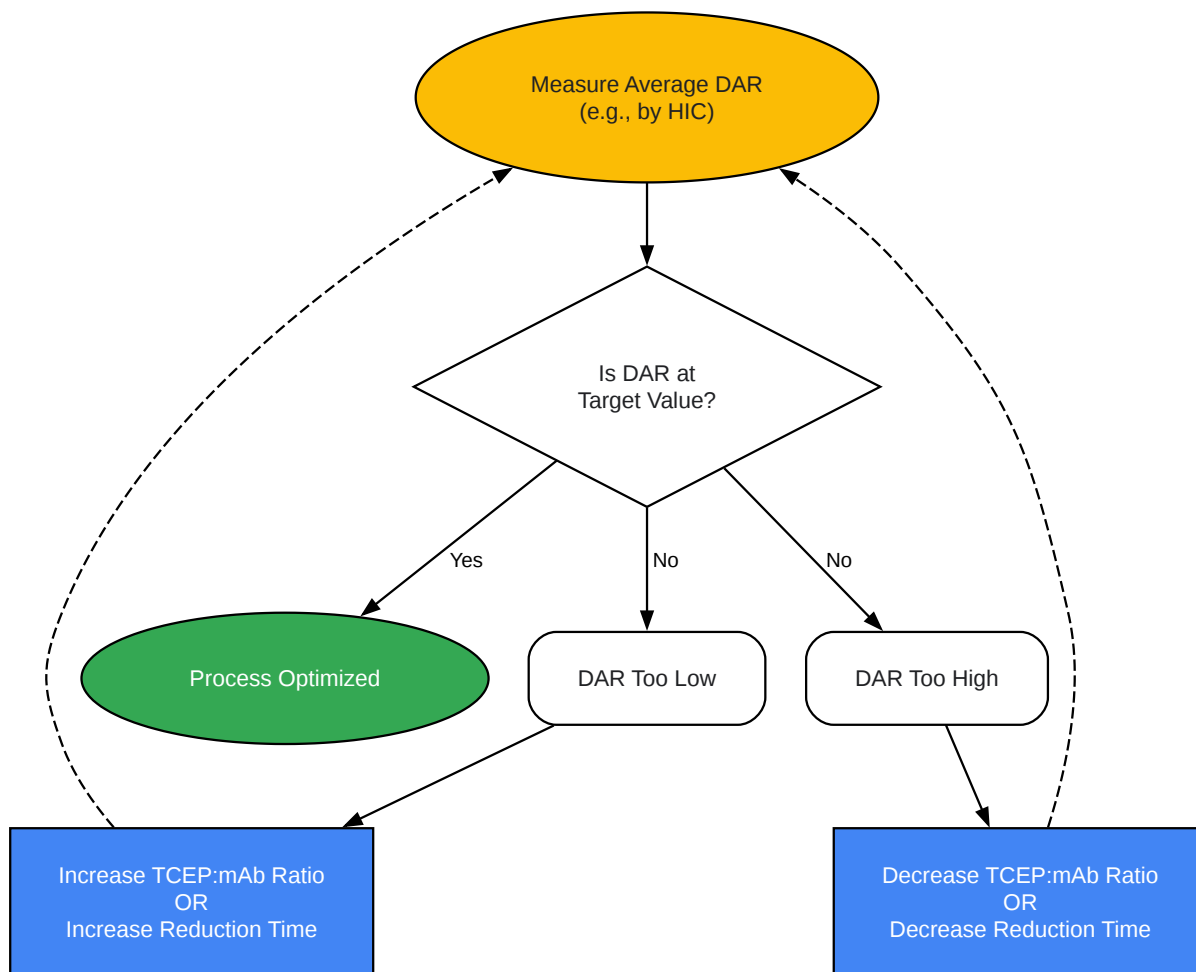 Measure Average DAR
(e.g., by HIC)
Is DAR at
Target Value?
Yes
No
No
Process Optimized
DAR Too Low
DAR Too High
Increase TCEP:mAb Ratio
OR
Increase Reduction Time
Decrease TCEP:mAb Ratio
OR
Decrease Reduction Time